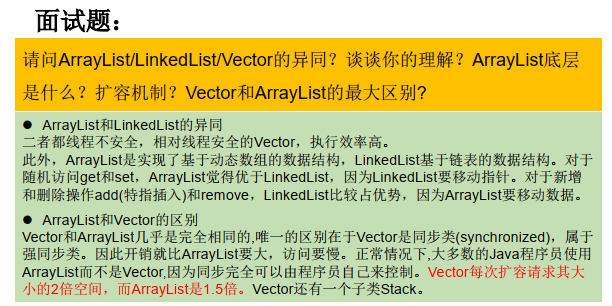 面试题：
请问ArrayList/LinkedList/Vector的异同？谈谈你的理解？ArrayList底层
是什么？扩容机制？Vector和ArrayList的最大区别?
● ArrayList和LinkedList的异同
二者都线程不安全，相对线程安全的Vector，执行效率高。
此外，ArrayList是实现了基于动态数组的数据结构，LinkedList基于链表的数据结构。对于
随机访问get和set，ArrayList觉得优于LinkedList，因为LinkedList要移动指针。对于新增
和删除操作add(特指插入)和remove，LinkedList比较占优势，因为ArrayList要移动数据。
● ArrayList和Vector的区别
Vector和ArrayList几乎是完全相同的,唯一的区别在于Vector是同步类(synchronized)，属于
强同步类。因此开销就比ArrayList要大，访问要慢。正常情况下,大多数的Java程序员使用
ArrayList而不是Vector,因为同步完全可以由程序员自己来控制。Vector每次扩容请求其大
小的2倍空间，而ArrayList是1.5倍。Vector还有一个子类Stack。